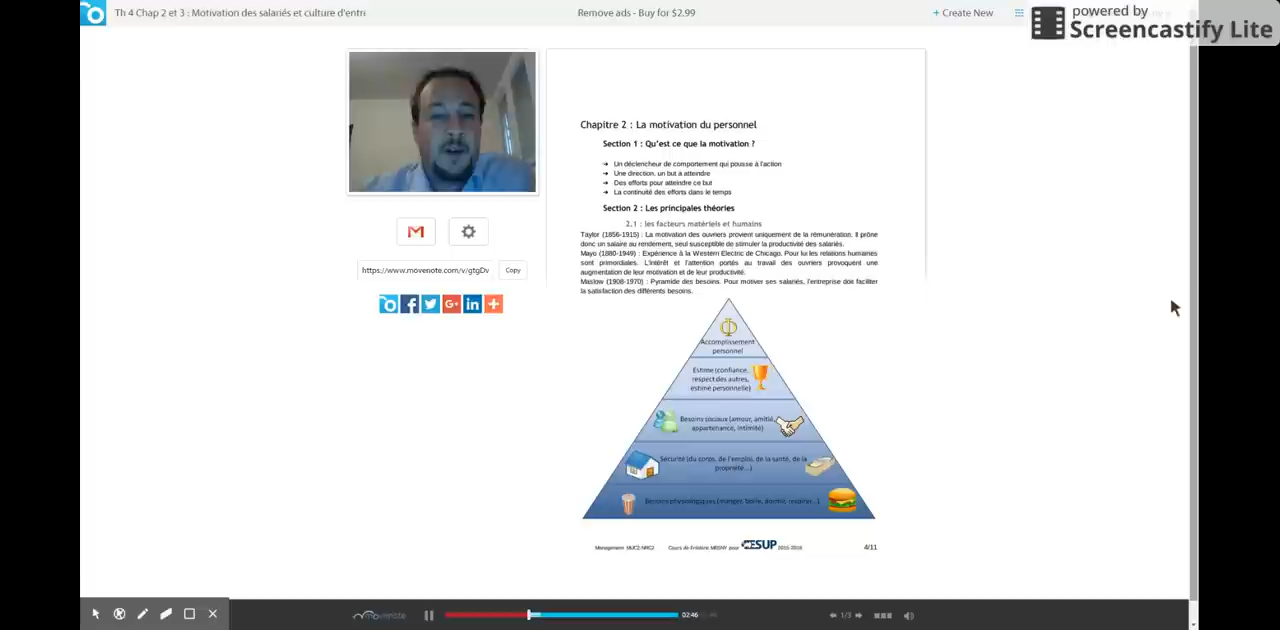 Th 4 Chap 2 et 3 : Motivation des salariés et culture d'entre
Remove ads - Buy for $2.99
+ Create New
powered by
Screencastify Lite
Chapitre 2 : La motivation du personnel
Section 1 : Qu'est ce que la motivation ?
➔ Un déclencheur de comportement qui pousse à l'action
➔ Une direction, un but à atteindre
➔ Des efforts pour atteindre ce but
➔ La continuité des efforts dans le temps
Section 2 : Les principales théories
2.1 : les facteurs matériels et humains
Taylor (1856-1915) : La motivation des ouvriers provient uniquement de la rémunération. Il prône
donc un salaire au rendement, seul susceptible de stimuler la productivité des salariés.
Mayo (1880-1949) : Expérience à la Western Electric de Chicago. Pour lui les relations humaines
sont primordiales. L'intérêt et l'attention portés au travail des ouvriers provoquent une
augmentation de leur motivation et de leur productivité.
Maslow (1908-1970) : Pyramide des besoins. Pour motiver ses salariés, l'entreprise doit faciliter
la satisfaction des différents besoins.
https://www.movenote.com/v/gtgDv
Copy
Accomplissement
personnel
Estime (confiance,
respect des autres,
estime personnelle)
Besoins sociaux (amour, amitié,
appartenance, intimité)
Sécurité (du corps, de l'emploi, de la santé, de la
propriété...)
Besoins physiologiques (manger, boire, dormir, respirer...)
Management MUC2-NRC2 Cours de Frédéric MESNY pour CESUP 2015-2016
4/11
movenote
02:46
1/3